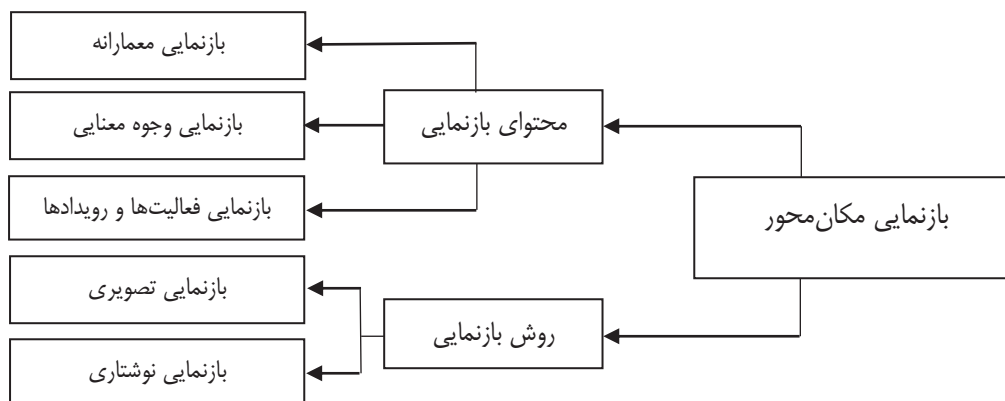 بازنمایی مکان‌محور
محتوای بازنمایی
بازنمایی معمارانه
بازنمایی وجوه معنایی
بازنمایی فعالیت‌ها و رویدادها
روش بازنمایی
بازنمایی تصویری
بازنمایی نوشتاری